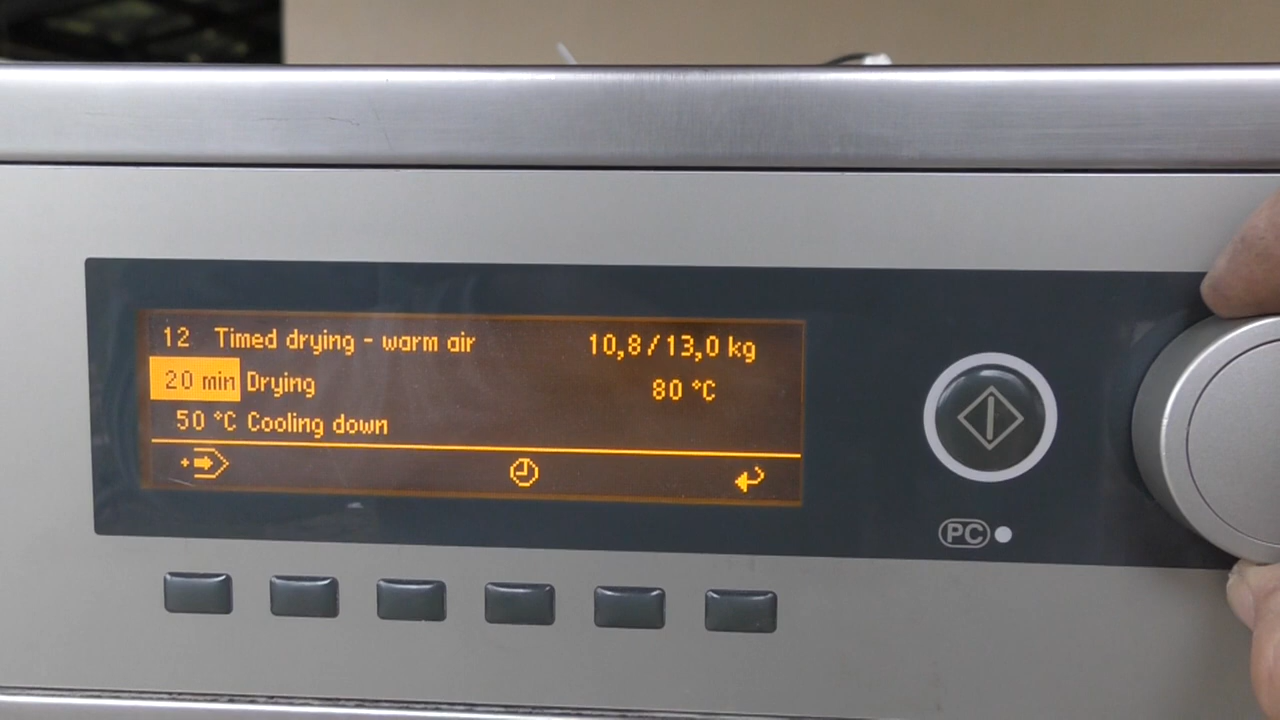 12 Timed drying - warm air 10,8/13,0 kg
20 min Drying 80 °C
50 °C Cooling down
PC